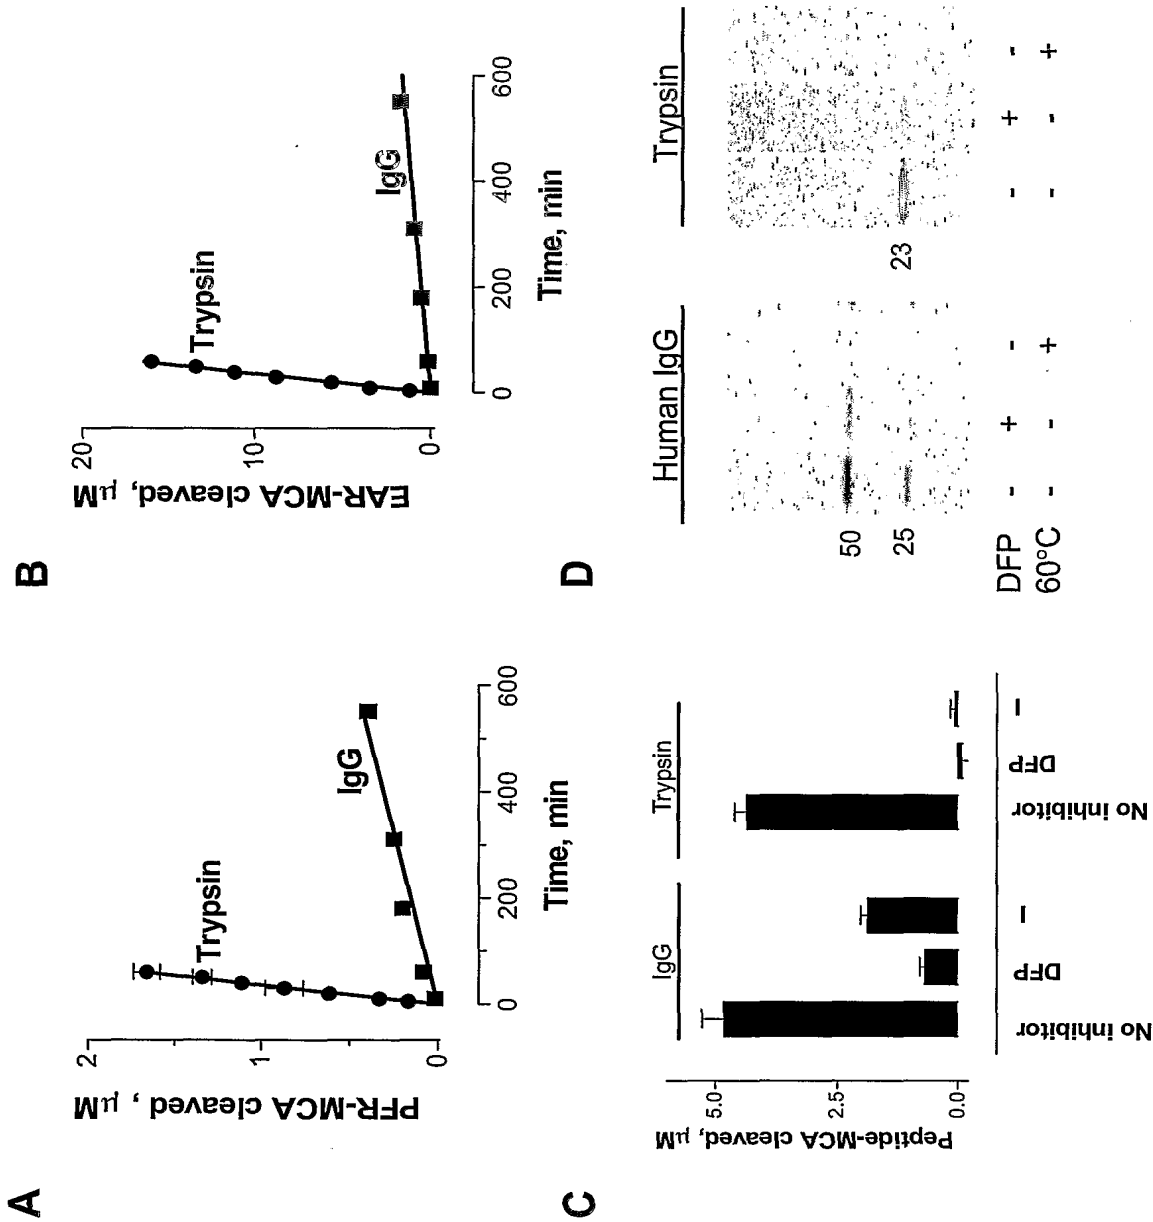 A
PFR-MCA cleaved , μM
2
1
0
Trypsin
IgG
0 200 400 600
Time, min
B
EAR-MCA cleaved, μM
20
10
0
Trypsin
IgG
0 200 400 600
Time, min
C
Peptide-MCA cleaved, μM
5.0
2.5
0.0
IgG Trypsin
No inhibitor DFP I No inhibitor DFP I
D
Human IgG Trypsin
50
25
23
DFP - + - - + -
60°C - - + - - +